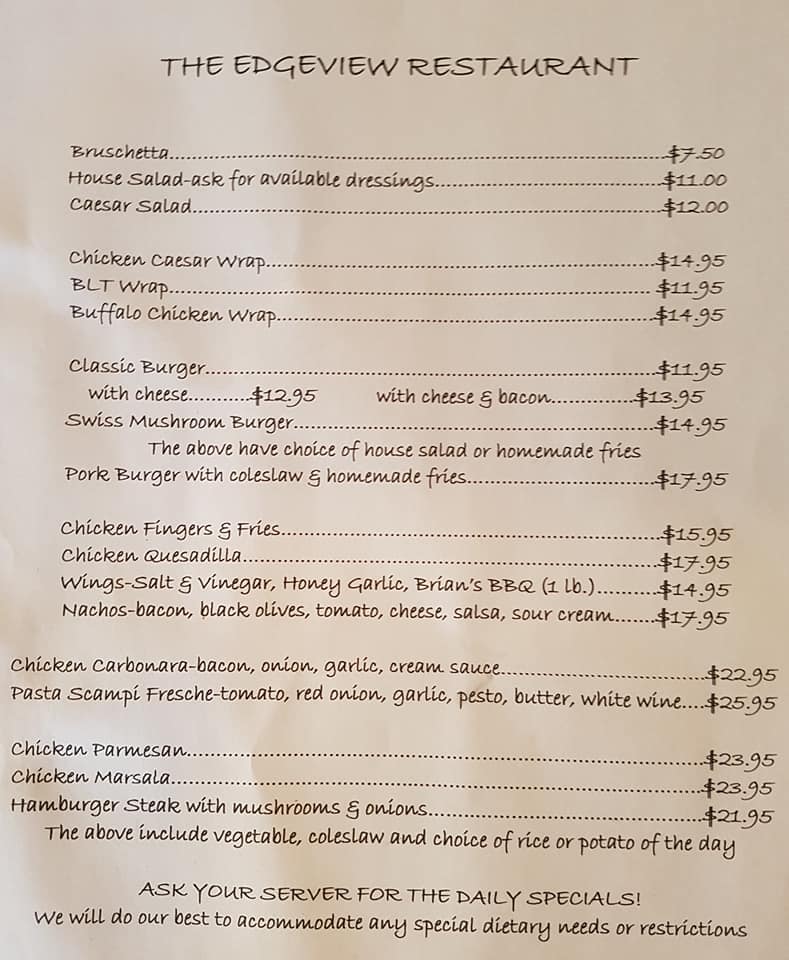 THE EDGEVIEW RESTAURANT
Bruschetta....................$7.50
House Salad-ask for available dressings....................$11.00
Caesar Salad....................$12.00
Chicken Caesar Wrap....................$14.95
BLT Wrap....................$11.95
Buffalo Chicken Wrap....................$14.95
Classic Burger....................$11.95
with cheese..........$12.95 with cheese & bacon.............$13.95
Swiss Mushroom Burger....................$14.95
The above have choice of house salad or homemade fries
Pork Burger with coleslaw & homemade fries....................$17.95
Chicken Fingers & Fries....................$15.95
Chicken Quesadilla....................$17.95
Wings-Salt & Vinegar, Honey Garlic, Brian's BBQ (1 lb.)..........$14.95
Nachos-bacon, black olives, tomato, cheese, salsa, sour cream.......$17.95
Chicken Carbonara-bacon, onion, garlic, cream sauce....................$22.95
Pasta Scampi Fresche-tomato, red onion, garlic, pesto, butter, white wine....$25.95
Chicken Parmesan....................$23.95
Chicken Marsala....................$23.95
Hamburger Steak with mushrooms & onions....................$21.95
The above include vegetable, coleslaw and choice of rice or potato of the day
ASK YOUR SERVER FOR THE DAILY SPECIALS!
We will do our best to accommodate any special dietary needs or restrictions